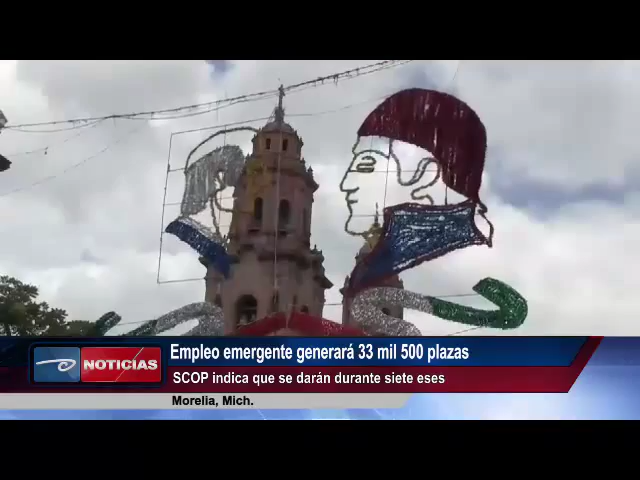 Empleo emergente generará 33 mil 500 plazas
NOTICIAS
SCOP indica que se darán durante siete eses
Morelia, Mich.